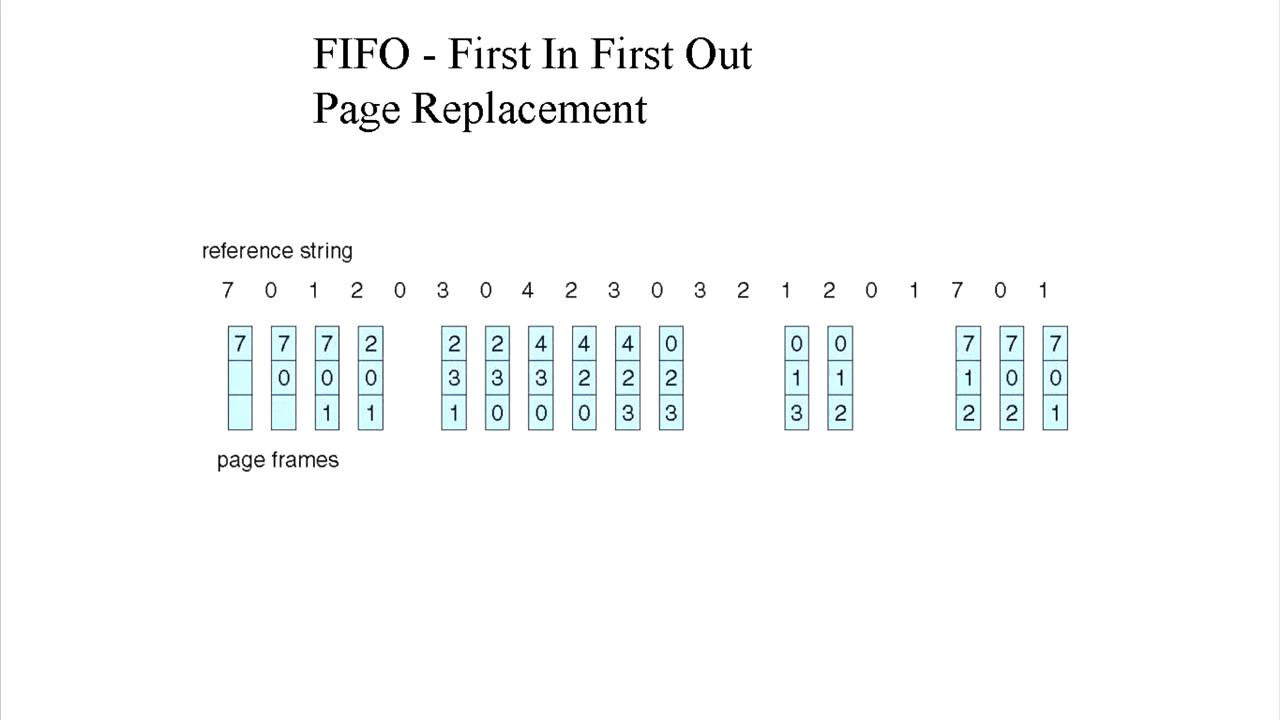 FIFO - First In First Out
Page Replacement
reference string
7 0 1 2 0 3 0 4 2 3 0 3 2 1 2 0 1 7 0 1
7 7 7 2 2 2 4 4 4 0 0 0 7 7 7
0 0 0 3 3 3 2 2 2 1 1 1 0 0
1 1 1 0 0 0 3 3 3 2 2 2 1
page frames